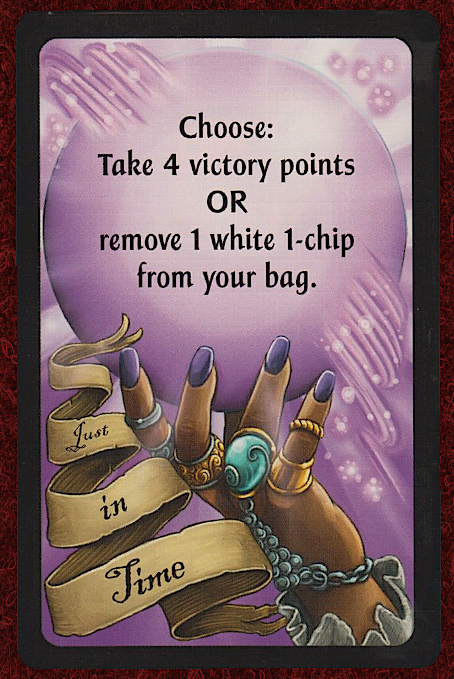 Choose:
Take 4 victory points
OR
remove 1 white 1-chip
from your bag.
Just
in
Time